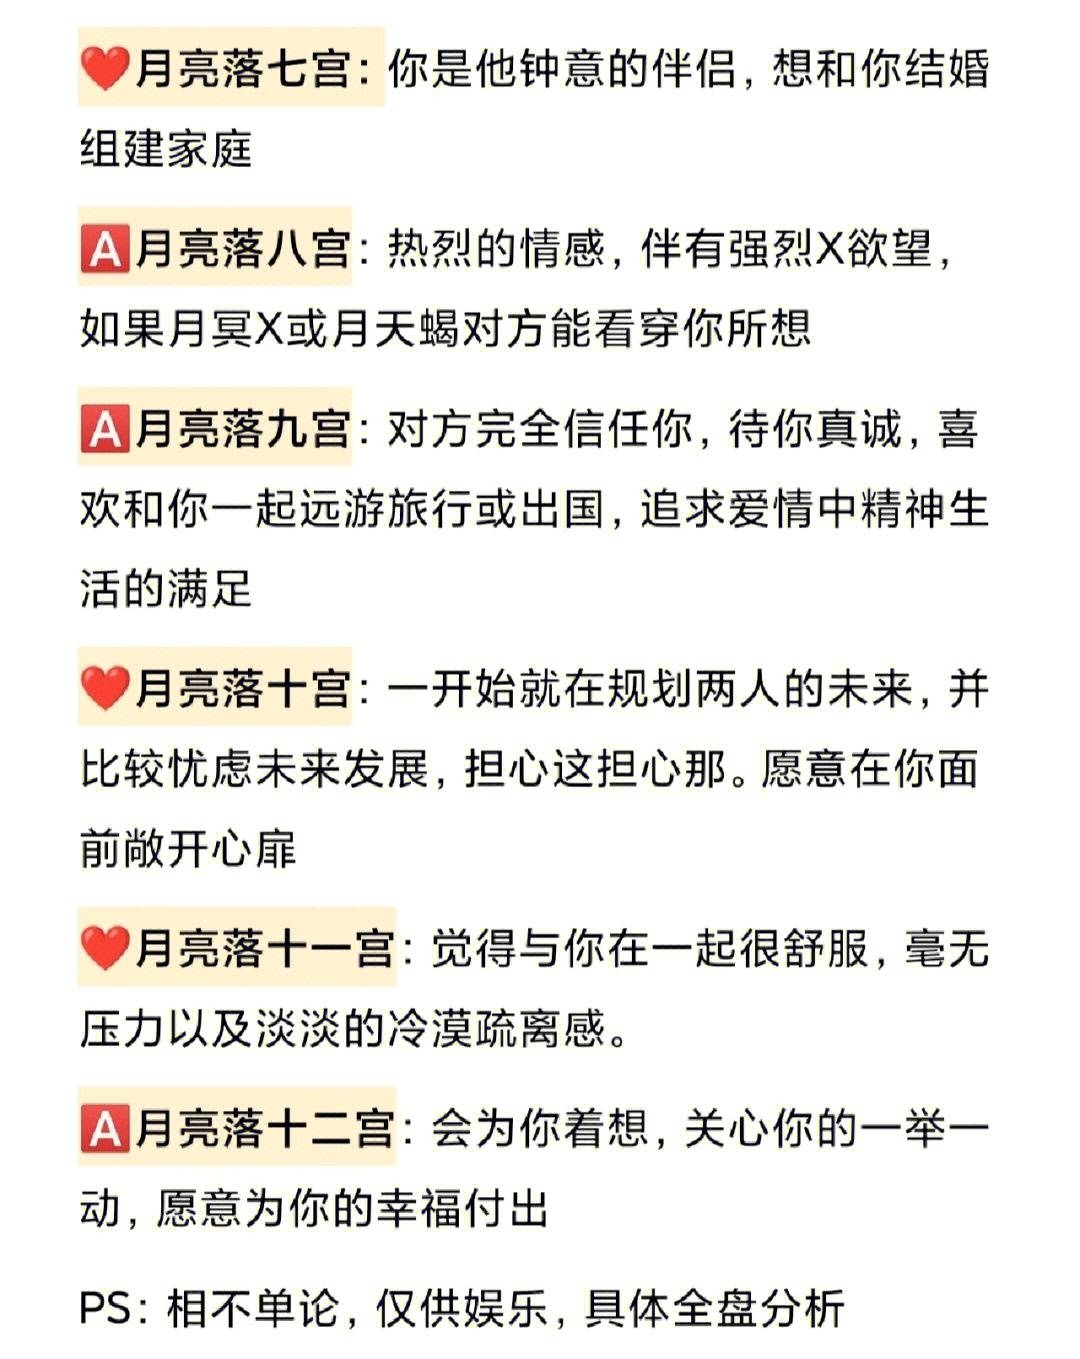 ❤️月亮落七宫：你是他钟意的伴侣，想和你结婚
组建家庭
🅰️月亮落八宫：热烈的情感，伴有强烈X欲望，
如果月冥X或月天蝎对方能看穿你所想
🅰️月亮落九宫：对方完全信任你，待你真诚，喜
欢和你一起远游旅行或出国，追求爱情中精神生
活的满足
❤️月亮落十宫：一开始就在规划两人的未来，并
比较忧虑未来发展，担心这担心那。愿意在你面
前敞开心扉
❤️月亮落十一宫：觉得与你在一起很舒服，毫无
压力以及淡淡的冷漠疏离感。
🅰️月亮落十二宫：会为你着想，关心你的一举一
动，愿意为你的幸福付出
PS：相不单论，仅供娱乐，具体全盘分析